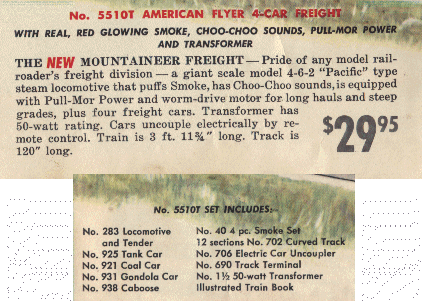 No. 5510T AMERICAN FLYER 4-CAR FREIGHT
WITH REAL, RED GLOWING SMOKE, CHOO-CHOO SOUNDS, PULL-MOR POWER
AND TRANSFORMER
THE NEW MOUNTAINEER FREIGHT — Pride of any model rail-
roader's freight division — a giant scale model 4-6-2 "Pacific" type
steam locomotive that puffs Smoke, has Choo-Choo sounds, is equipped
with Pull-Mor Power and worm-drive motor for long hauls and steep
grades, plus four freight cars. Transformer has
50-watt rating. Cars uncouple electrically by re-
mote control. Train is 3 ft. 11¾" long. Track is
120" long.
$29.95
No. 5510T SET INCLUDES:
No. 283 Locomotive
and Tender
No. 925 Tank Car
No. 921 Coal Car
No. 931 Gondola Car
No. 938 Caboose
No. 40 4 pc. Smoke Set
12 sections No. 702 Curved Track
No. 706 Electric Car Uncoupler
No. 690 Track Terminal
No. 1½ 50-watt Transformer
Illustrated Train Book